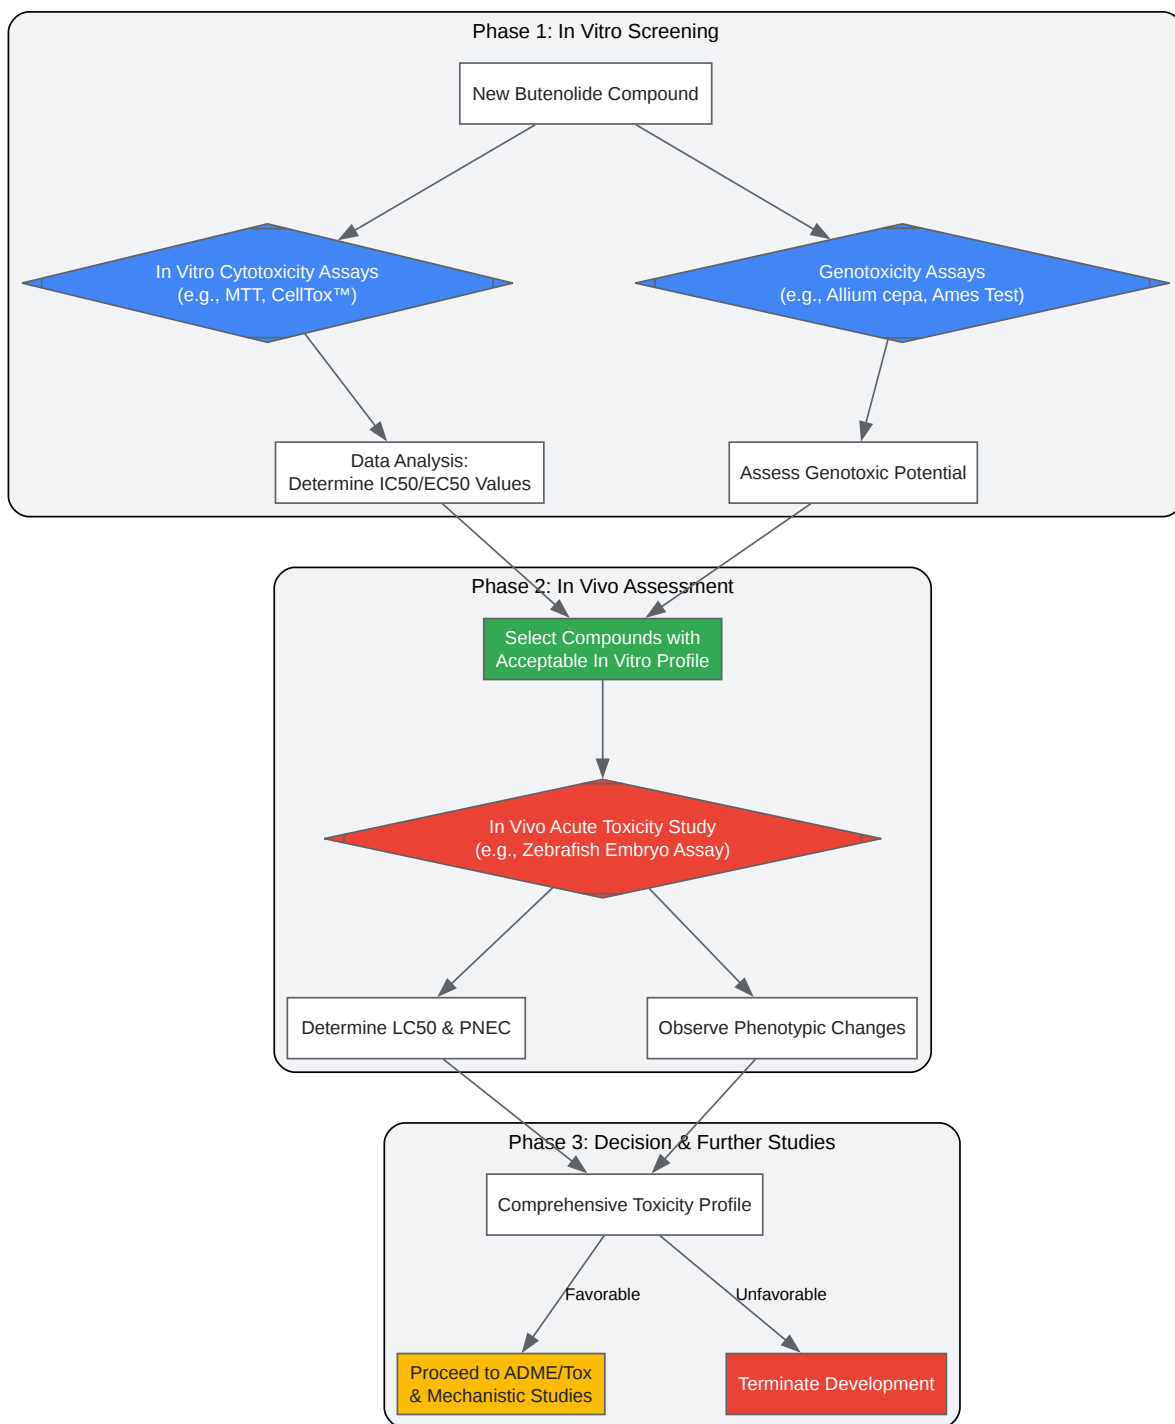 Phase 1: In Vitro Screening
New Butenolide Compound
In Vitro Cytotoxicity Assays
(e.g., MTT, CellTox™)
Genotoxicity Assays
(e.g., Allium cepa, Ames Test)
Data Analysis:
Determine IC50/EC50 Values
Assess Genotoxic Potential
Phase 2: In Vivo Assessment
Select Compounds with
Acceptable In Vitro Profile
In Vivo Acute Toxicity Study
(e.g., Zebrafish Embryo Assay)
Determine LC50 & PNEC
Observe Phenotypic Changes
Phase 3: Decision & Further Studies
Comprehensive Toxicity Profile
Favorable
Unfavorable
Proceed to ADME/Tox
& Mechanistic Studies
Terminate Development